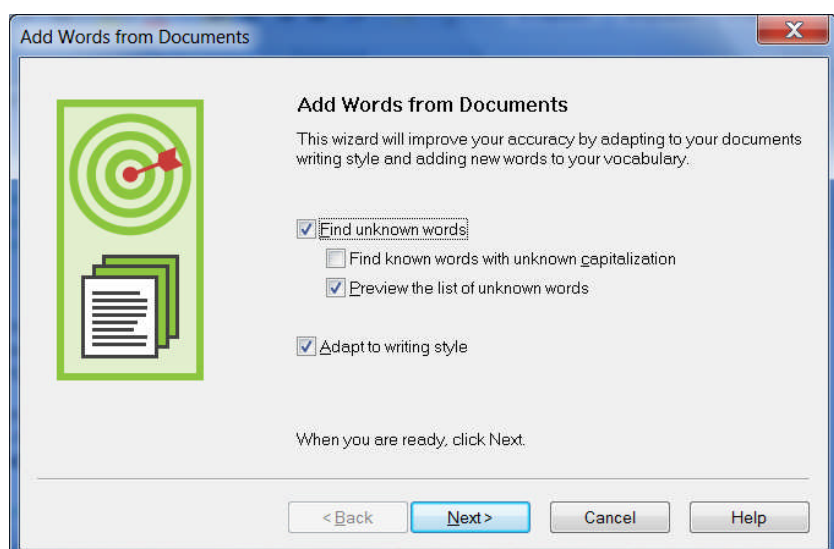 Add Words from Documents
Add Words from Documents
This wizard will improve your accuracy by adapting to your documents
writing style and adding new words to your vocabulary.
Find unknown words
Find known words with unknown capitalization
Preview the list of unknown words
Adapt to writing style
When you are ready, click Next.
< Back Next > Cancel Help